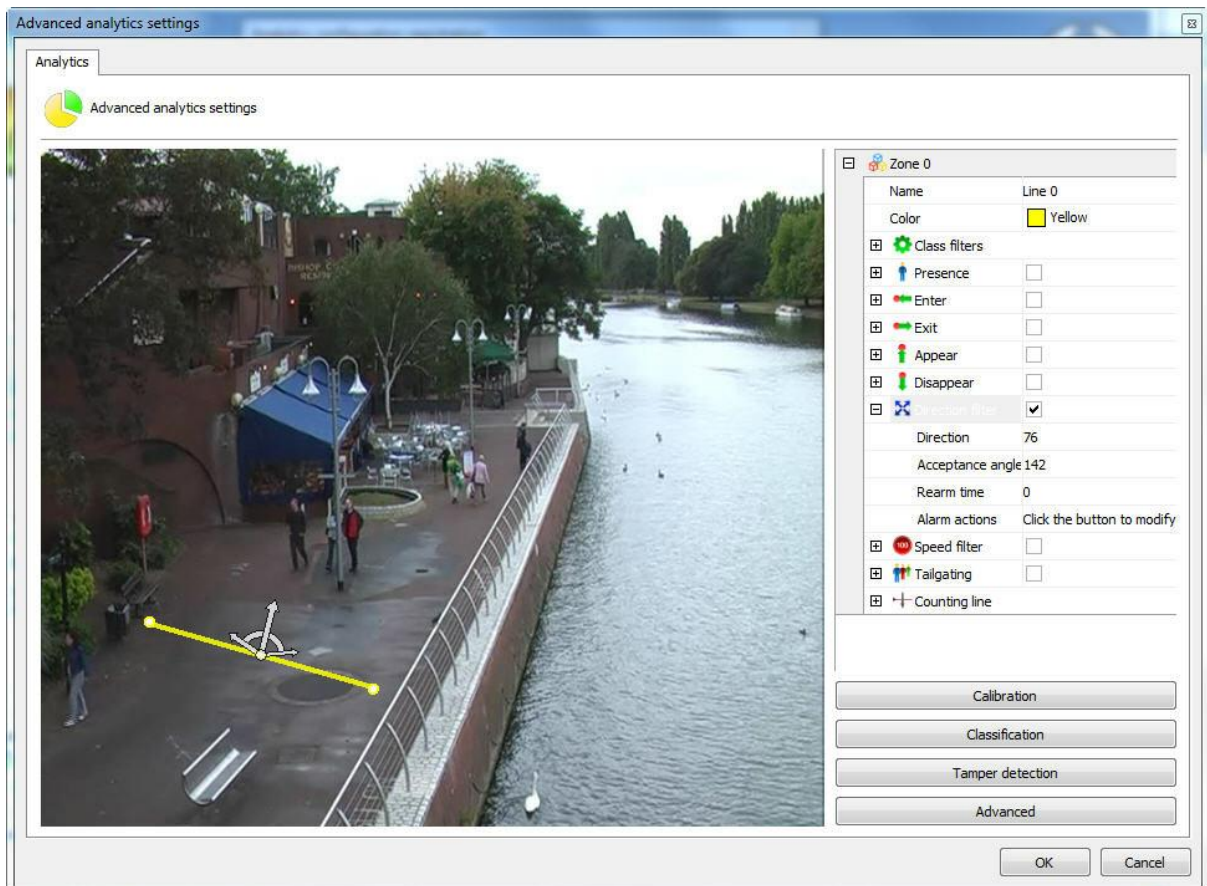 Advanced analytics settings
Analytics
Advanced analytics settings
Zone 0
Name Line 0
Color Yellow
Class filters
Presence
Enter
Exit
Appear
Disappear
Direction filter
Direction 76
Acceptance angle 142
Rearm time 0
Alarm actions Click the button to modify
100 Speed filter
Tailgating
Counting line
Calibration
Classification
Tamper detection
Advanced
OK Cancel